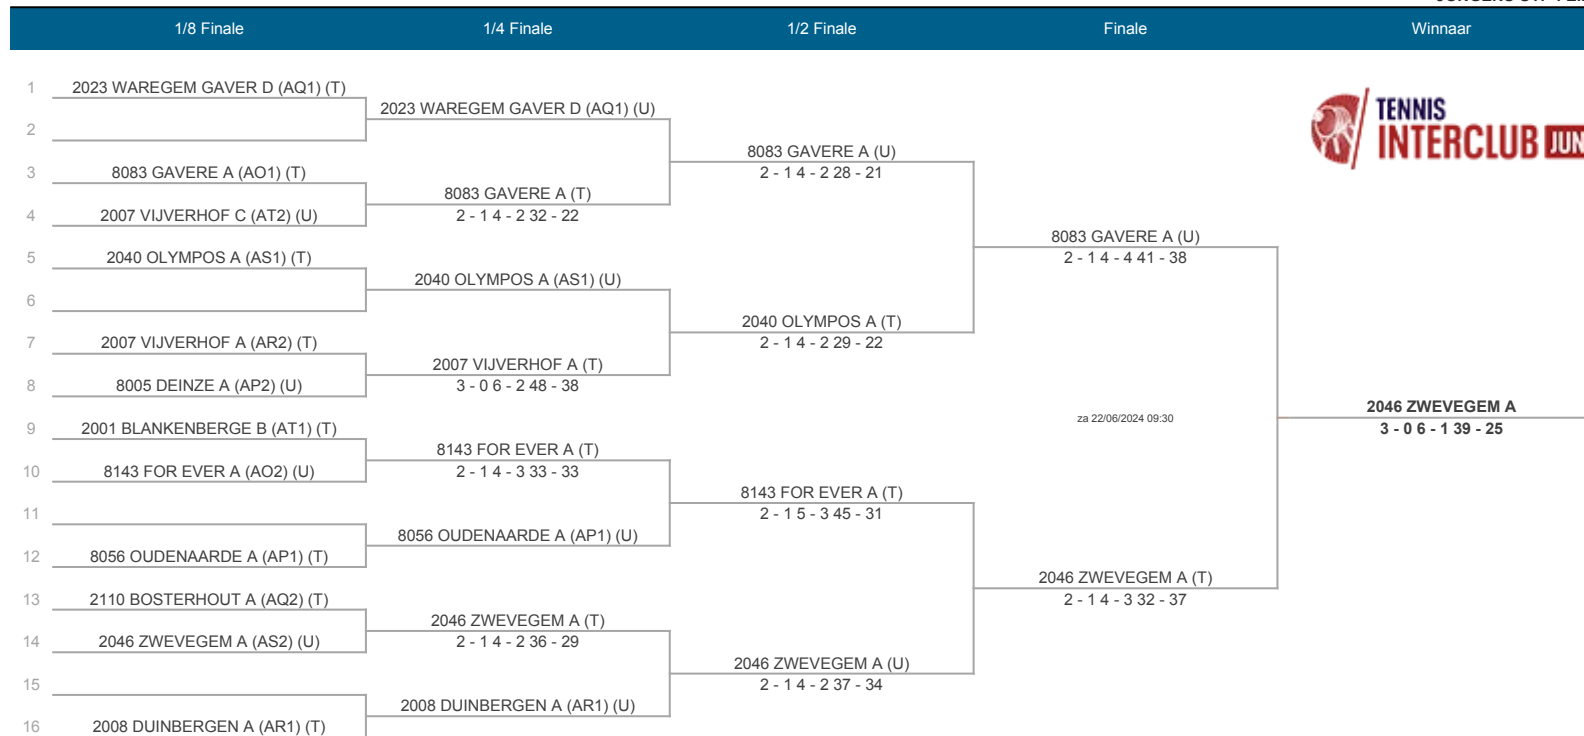 1/8 Finale 1/4 Finale 1/2 Finale Finale Winnaar
1 2023 WAREGEM GAVER D (AQ1) (T)
2023 WAREGEM GAVER D (AQ1) (U)
2
8083 GAVERE A (U)
3 8083 GAVERE A (AO1) (T)
2 - 1 4 - 2 28 - 21
8083 GAVERE A (T)
4 2007 VIJVERHOF C (AT2) (U)
2 - 1 4 - 2 32 - 22
8083 GAVERE A (U)
5 2040 OLYMPOS A (AS1) (T)
2 - 1 4 - 4 41 - 38
2040 OLYMPOS A (AS1) (U)
6
2040 OLYMPOS A (T)
7 2007 VIJVERHOF A (AR2) (T)
2 - 1 4 - 2 29 - 22
2007 VIJVERHOF A (T)
8 8005 DEINZE A (AP2) (U)
3 - 0 6 - 2 48 - 38
2046 ZWEVEGEM A
za 22/06/2024 09:30
9 2001 BLANKENBERGE B (AT1) (T)
3 - 0 6 - 1 39 - 25
8143 FOR EVER A (T)
10 8143 FOR EVER A (AO2) (U)
2 - 1 4 - 3 33 - 33
8143 FOR EVER A (T)
11
2 - 1 5 - 3 45 - 31
8056 OUDENAARDE A (AP1) (U)
12 8056 OUDENAARDE A (AP1) (T)
2046 ZWEVEGEM A (T)
13 2110 BOSTERHOUT A (AQ2) (T)
2 - 1 4 - 3 32 - 37
2046 ZWEVEGEM A (T)
14 2046 ZWEVEGEM A (AS2) (U)
2 - 1 4 - 2 36 - 29
2046 ZWEVEGEM A (U)
15
2 - 1 4 - 2 37 - 34
2008 DUINBERGEN A (AR1) (U)
16 2008 DUINBERGEN A (AR1) (T)
TENNIS
INTERCLUB JUN